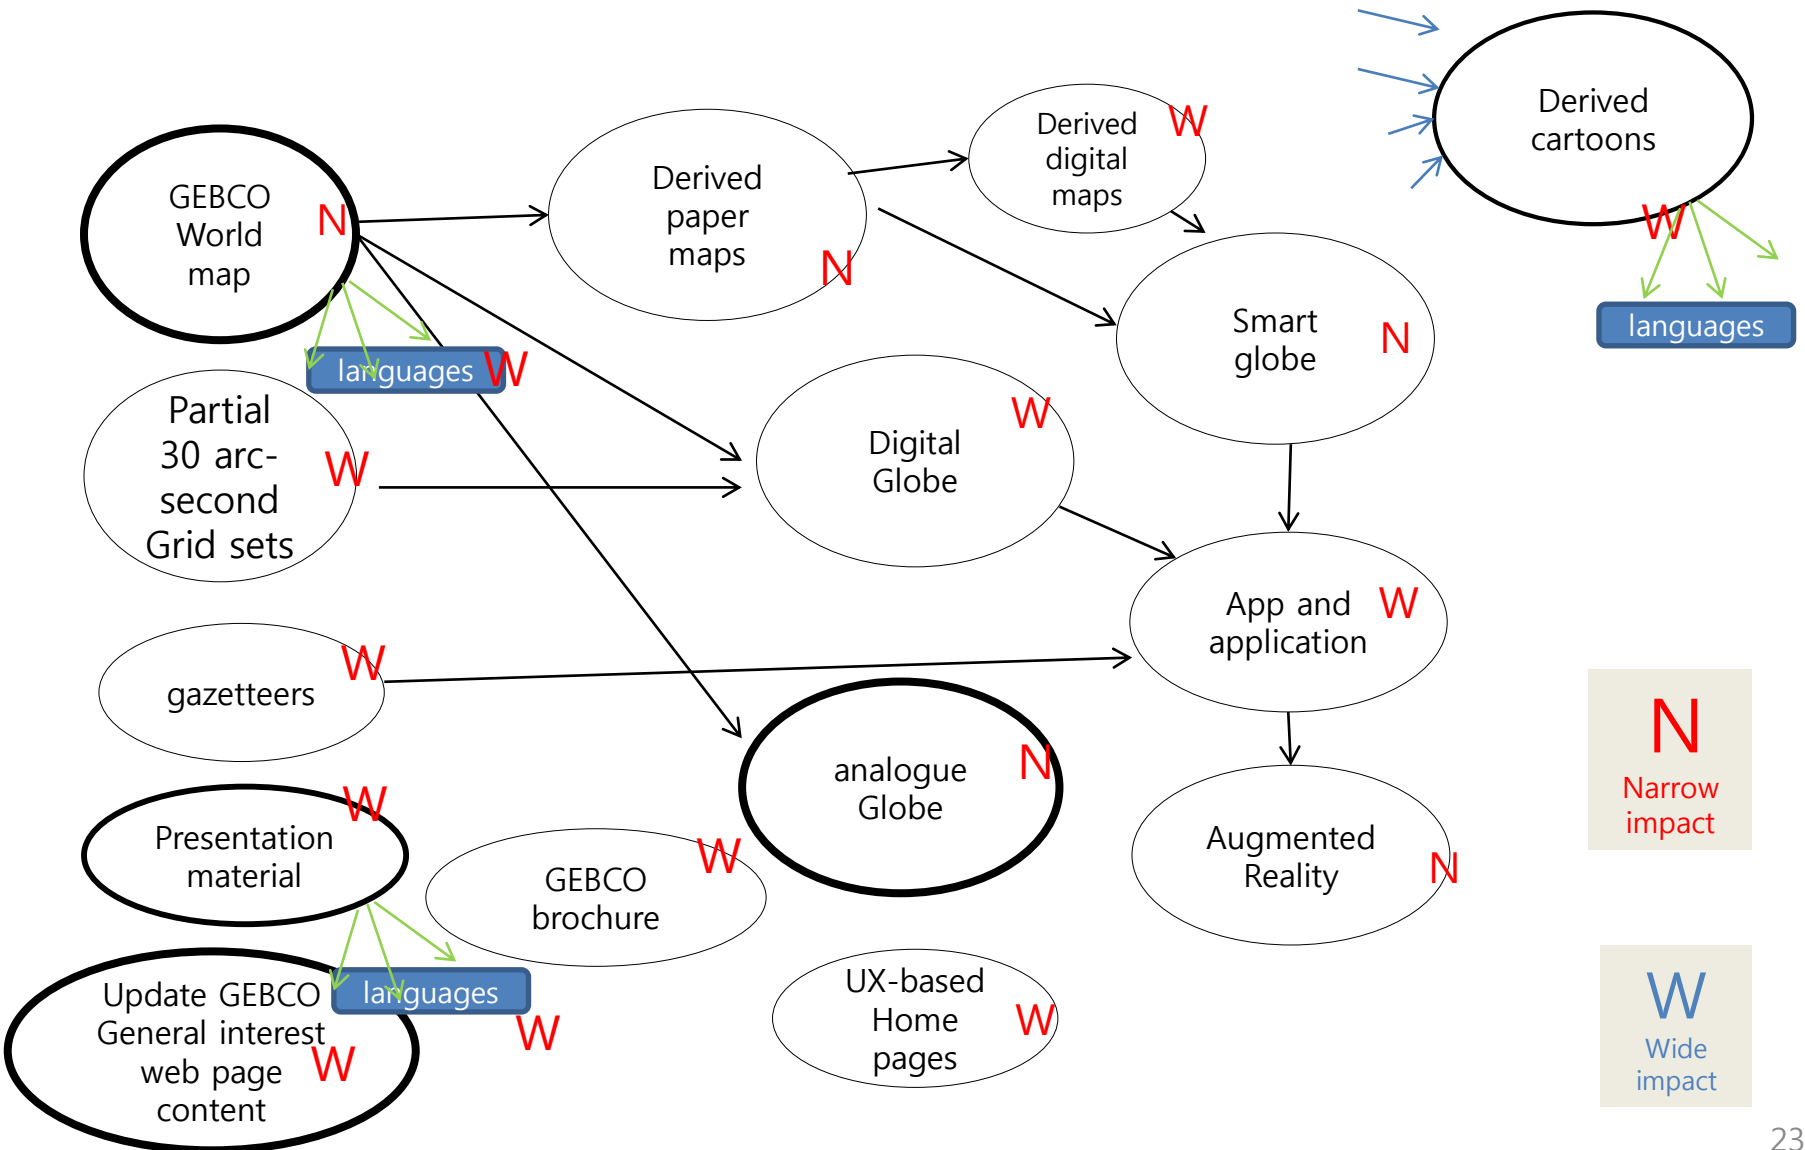 GEBCO
World
map
N
Derived
paper
maps
N
Derived
digital
maps
W
Derived
cartoons
W
languages
languages
W
Smart
globe
N
Partial
30 arc-
second
Grid sets
W
Digital
Globe
W
App and
application
W
gazetteers
W
analogue
Globe
N
N
Narrow
impact
Presentation
material
W
GEBCO
brochure
W
Augmented
Reality
N
languages
W
Update GEBCO
General interest
web page
content
W
UX-based
Home
pages
W
W
Wide
impact
23